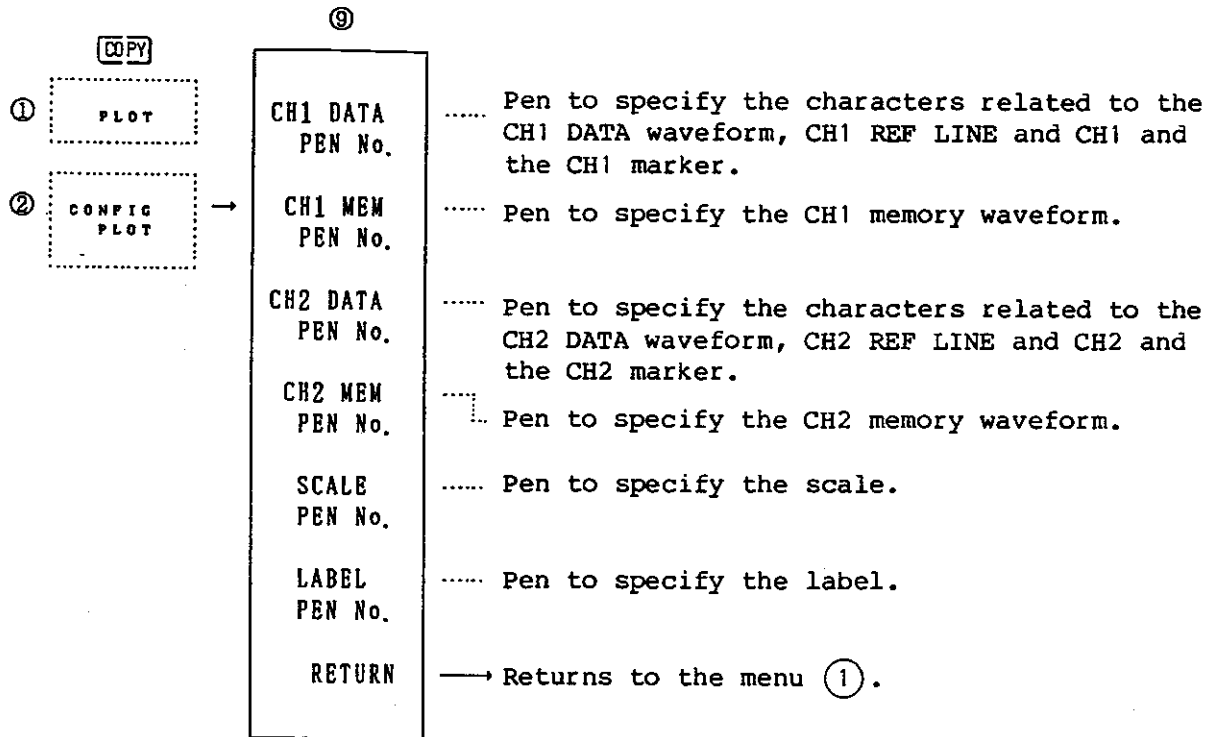 ⑨
COPY
① PLOT
② CONFIG
PLOT
→
CH1 DATA
PEN No.
...... Pen to specify the characters related to the
CH1 DATA waveform, CH1 REF LINE and CH1 and
the CH1 marker.
CH1 MEM
PEN No.
...... Pen to specify the CH1 memory waveform.
CH2 DATA
PEN No.
...... Pen to specify the characters related to the
CH2 DATA waveform, CH2 REF LINE and CH2 and
the CH2 marker.
CH2 MEM
PEN No.
Pen to specify the CH2 memory waveform.
SCALE
PEN No.
...... Pen to specify the scale.
LABEL
PEN No.
...... Pen to specify the label.
RETURN
→ Returns to the menu ①.